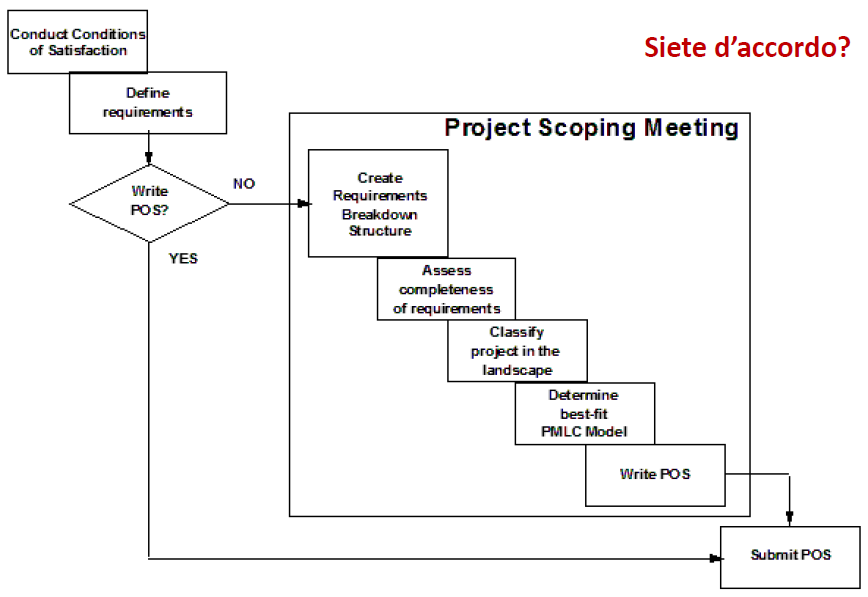 Conduct Conditions
of Satisfaction
Siete d’accordo?
Define
requirements
Project Scoping Meeting
Write
POS?
NO
YES
Create
Requirements
Breakdown
Structure
Assess
completeness
of requirements
Classify
project in the
landscape
Determine
best-fit
PMLC Model
Write POS
Submit POS